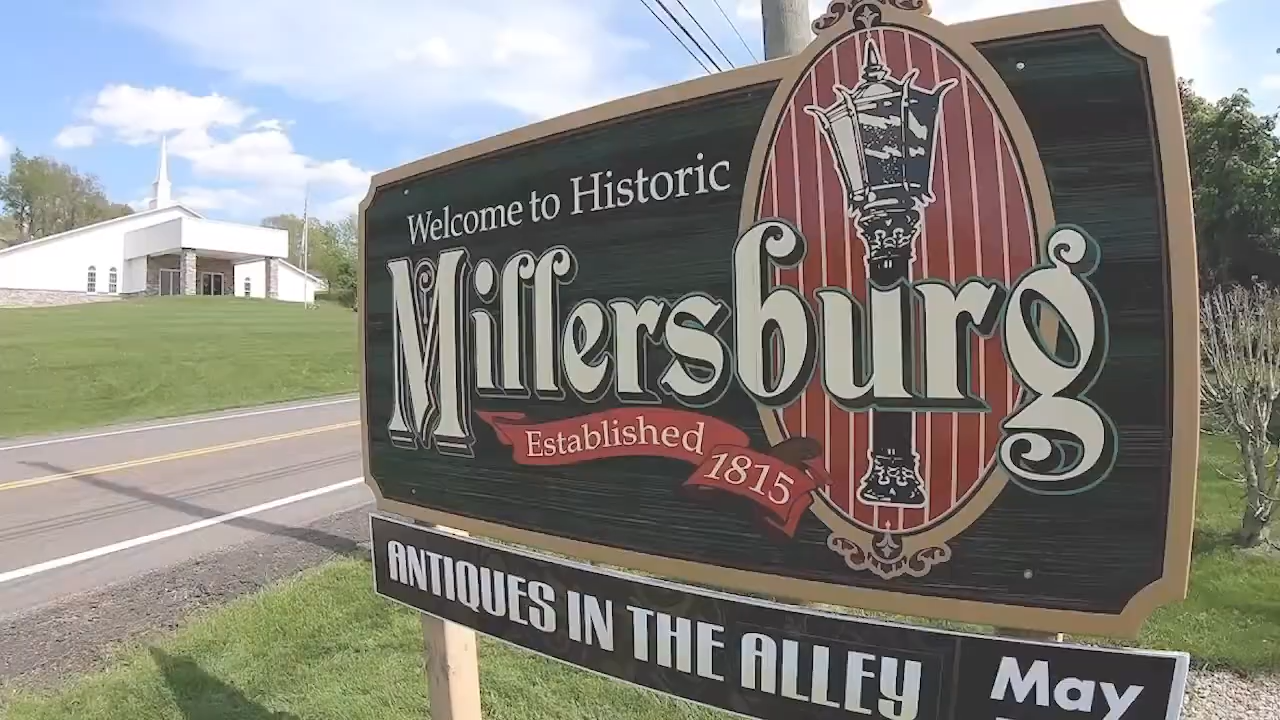 Welcome to Historic
Millersburg
Established
1815
ANTIQUES IN THE ALLEY
May